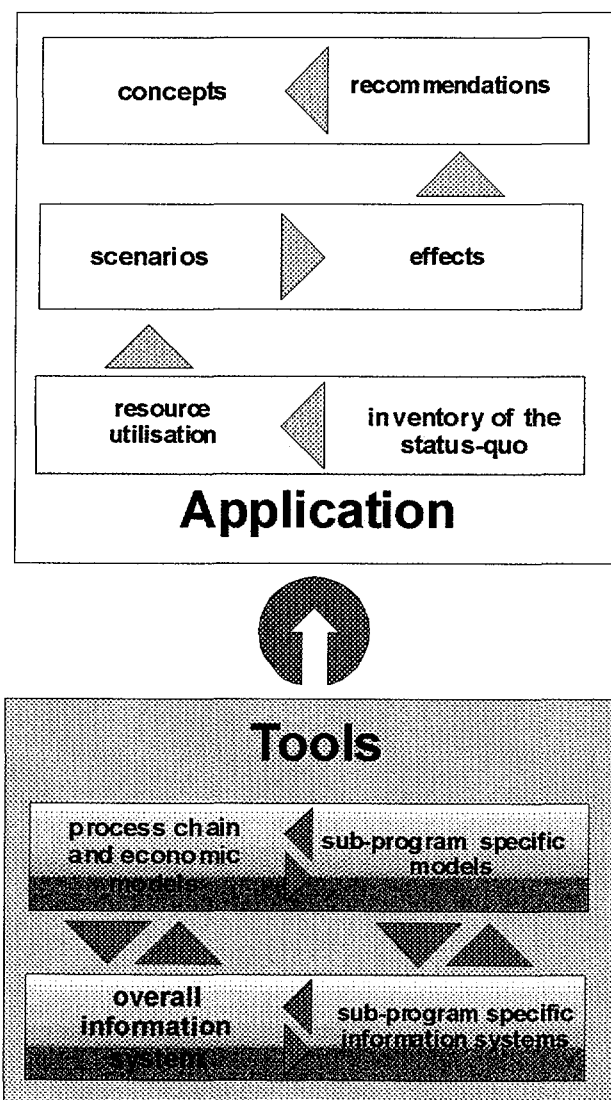 concepts
recommendations
scenarios
effects
resource
utilisation
inventory of the
status-quo
Application
Tools
process chain
and economic
models
sub-program specific
models
overall
information
system
sub-program specific
information systems